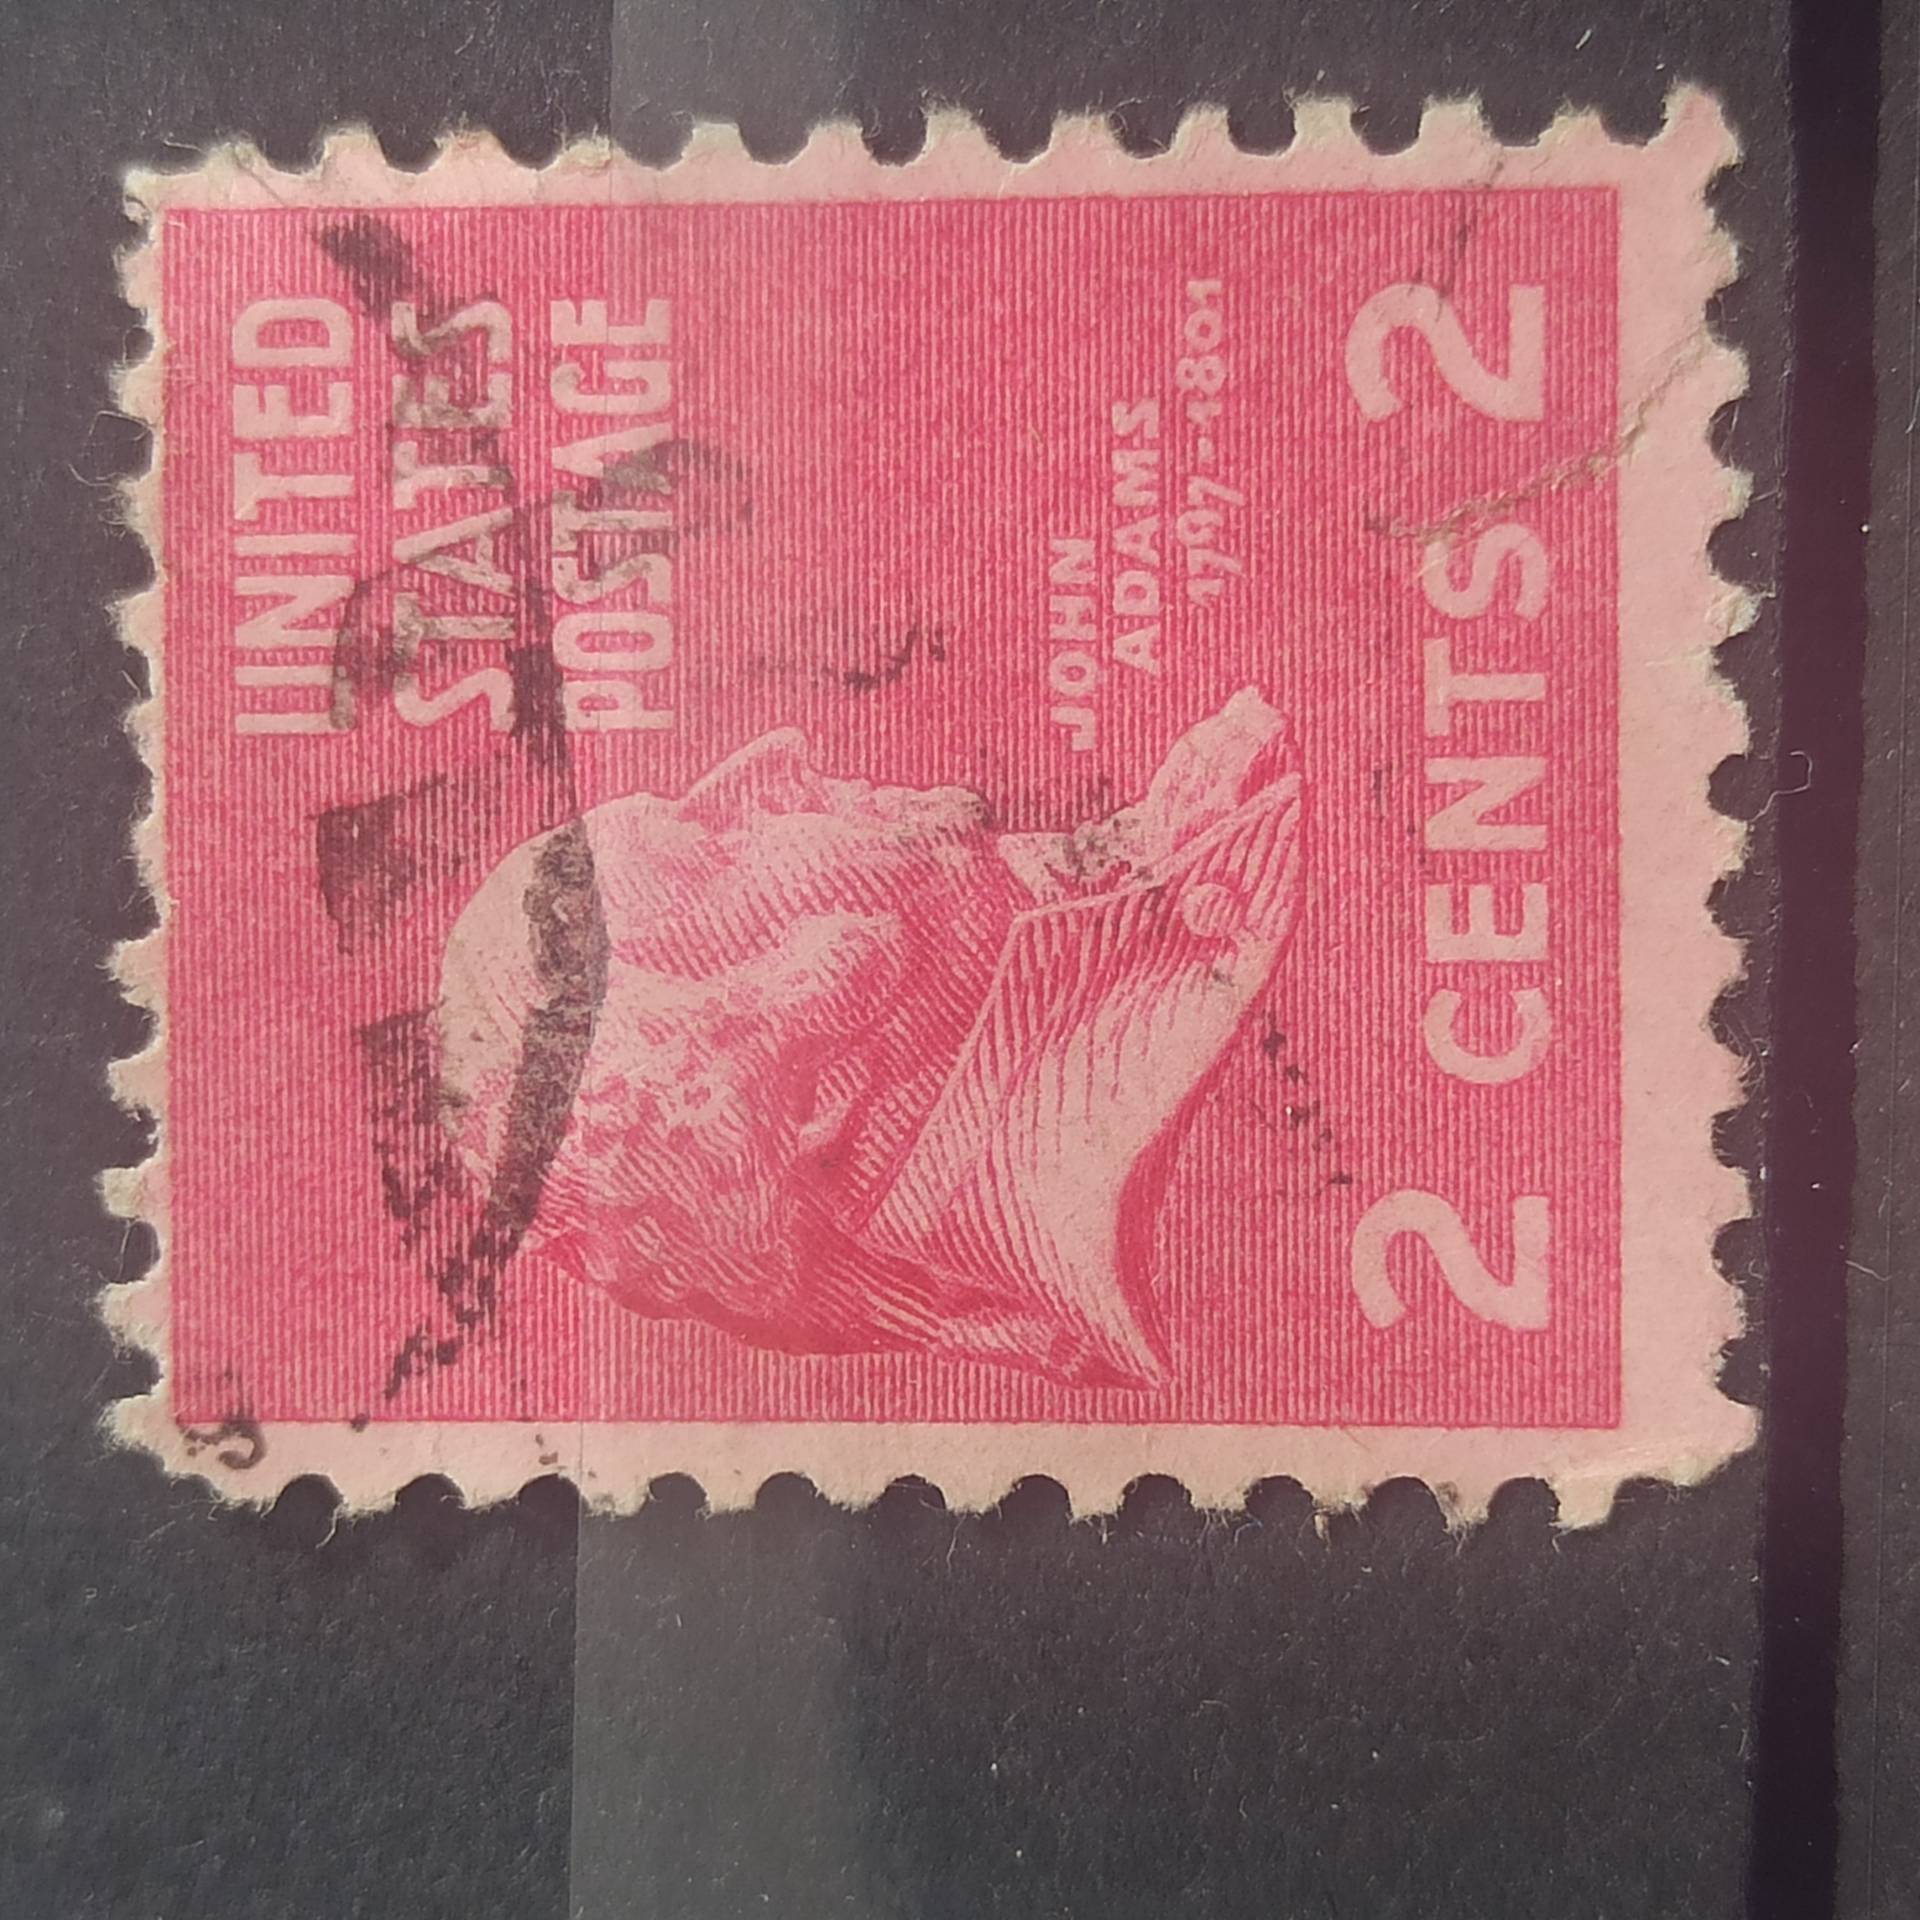 UNITED
STATES
POSTAGE
JOHN
ADAMS
1797-1801
2 CENTS 2